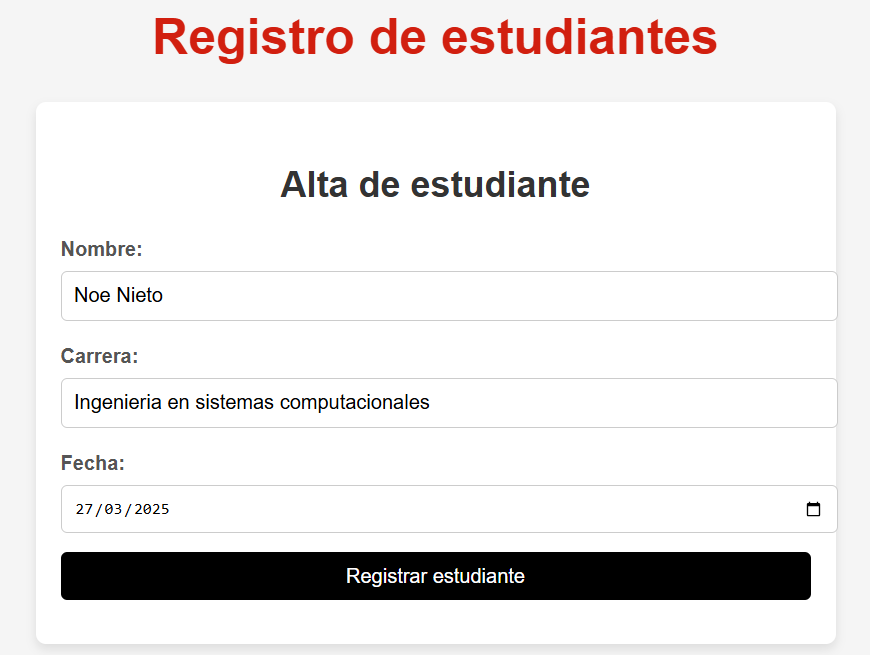 Registro de estudiantes
Alta de estudiante
Nombre:
Noe Nieto
Carrera:
Ingenieria en sistemas computacionales
Fecha:
27/03/2025
Registrar estudiante